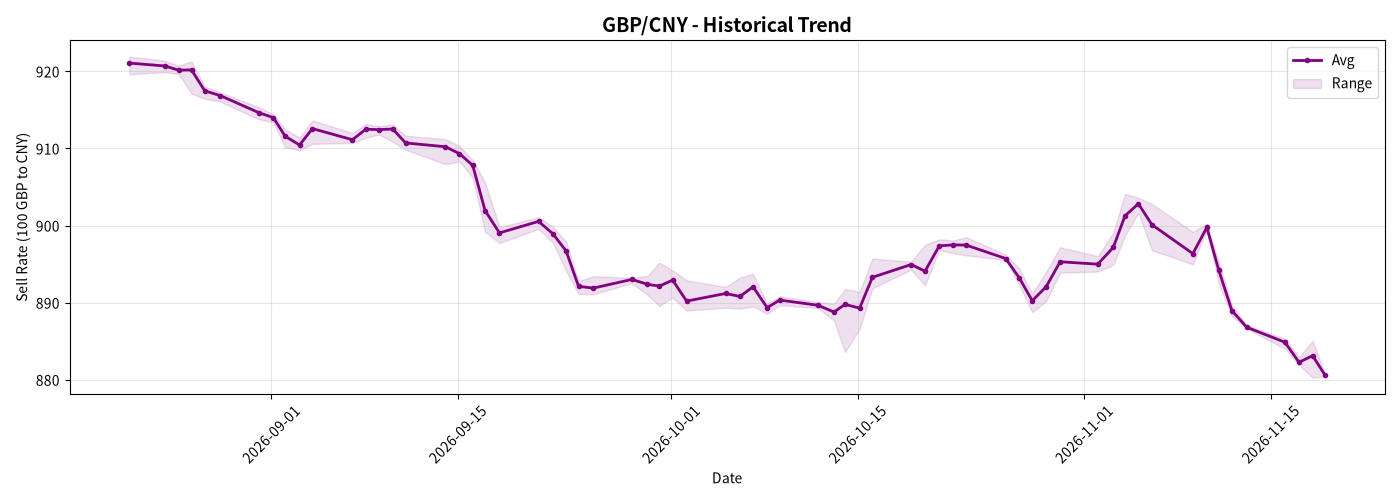 GBP/CNY - Historical Trend
Avg
Range
Sell Rate (100 GBP to CNY)
920
910
900
890
880
2026-09-01
2026-09-15
2026-10-01
2026-10-15
2026-11-01
2026-11-15
Date